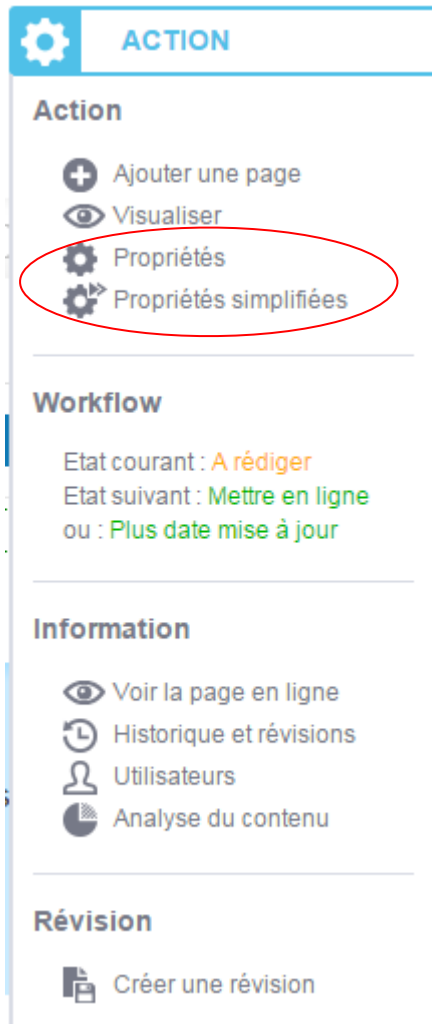 ACTION
Action
Ajouter une page
Visualiser
Propriétés
Propriétés simplifiées
Workflow
Etat courant : A rédiger
Etat suivant : Mettre en ligne
ou : Plus date mise à jour
Information
Voir la page en ligne
Historique et révisions
Utilisateurs
Analyse du contenu
Révision
Créer une révision